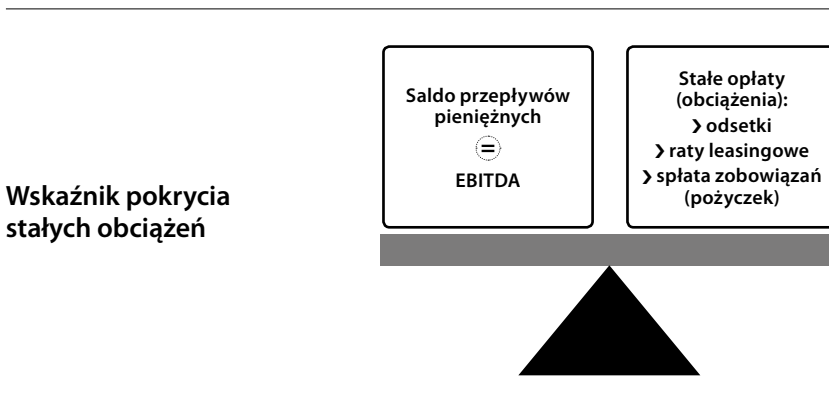 Wskaźnik pokrycia
stałych obciążeń
Saldo przepływów
pieniężnych
=
EBITDA
Stałe opłaty
(obciążenia):
› odsetki
› raty leasingowe
› spłata zobowiązań
(pożyczek)